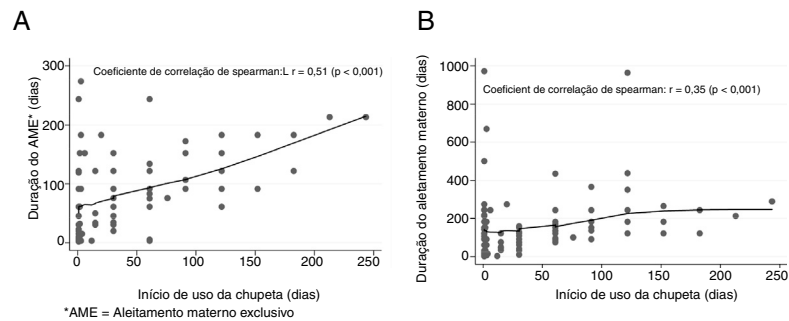 A
Coeficiente de correlação de spearman:L r = 0,51 (p < 0,001)
Duração do AME* (dias)
300
200
100
0
0 50 100 150 200 250
Início de uso da chupeta (dias)
*AME = Aleitamento materno exclusivo
B
Coeficient de correlação de spearman: r = 0,35 (p < 0,001)
Duração do aletamento materno (dias)
1000
800
600
400
200
0
0 50 100 150 200 250
Início de uso da chupeta (dias)